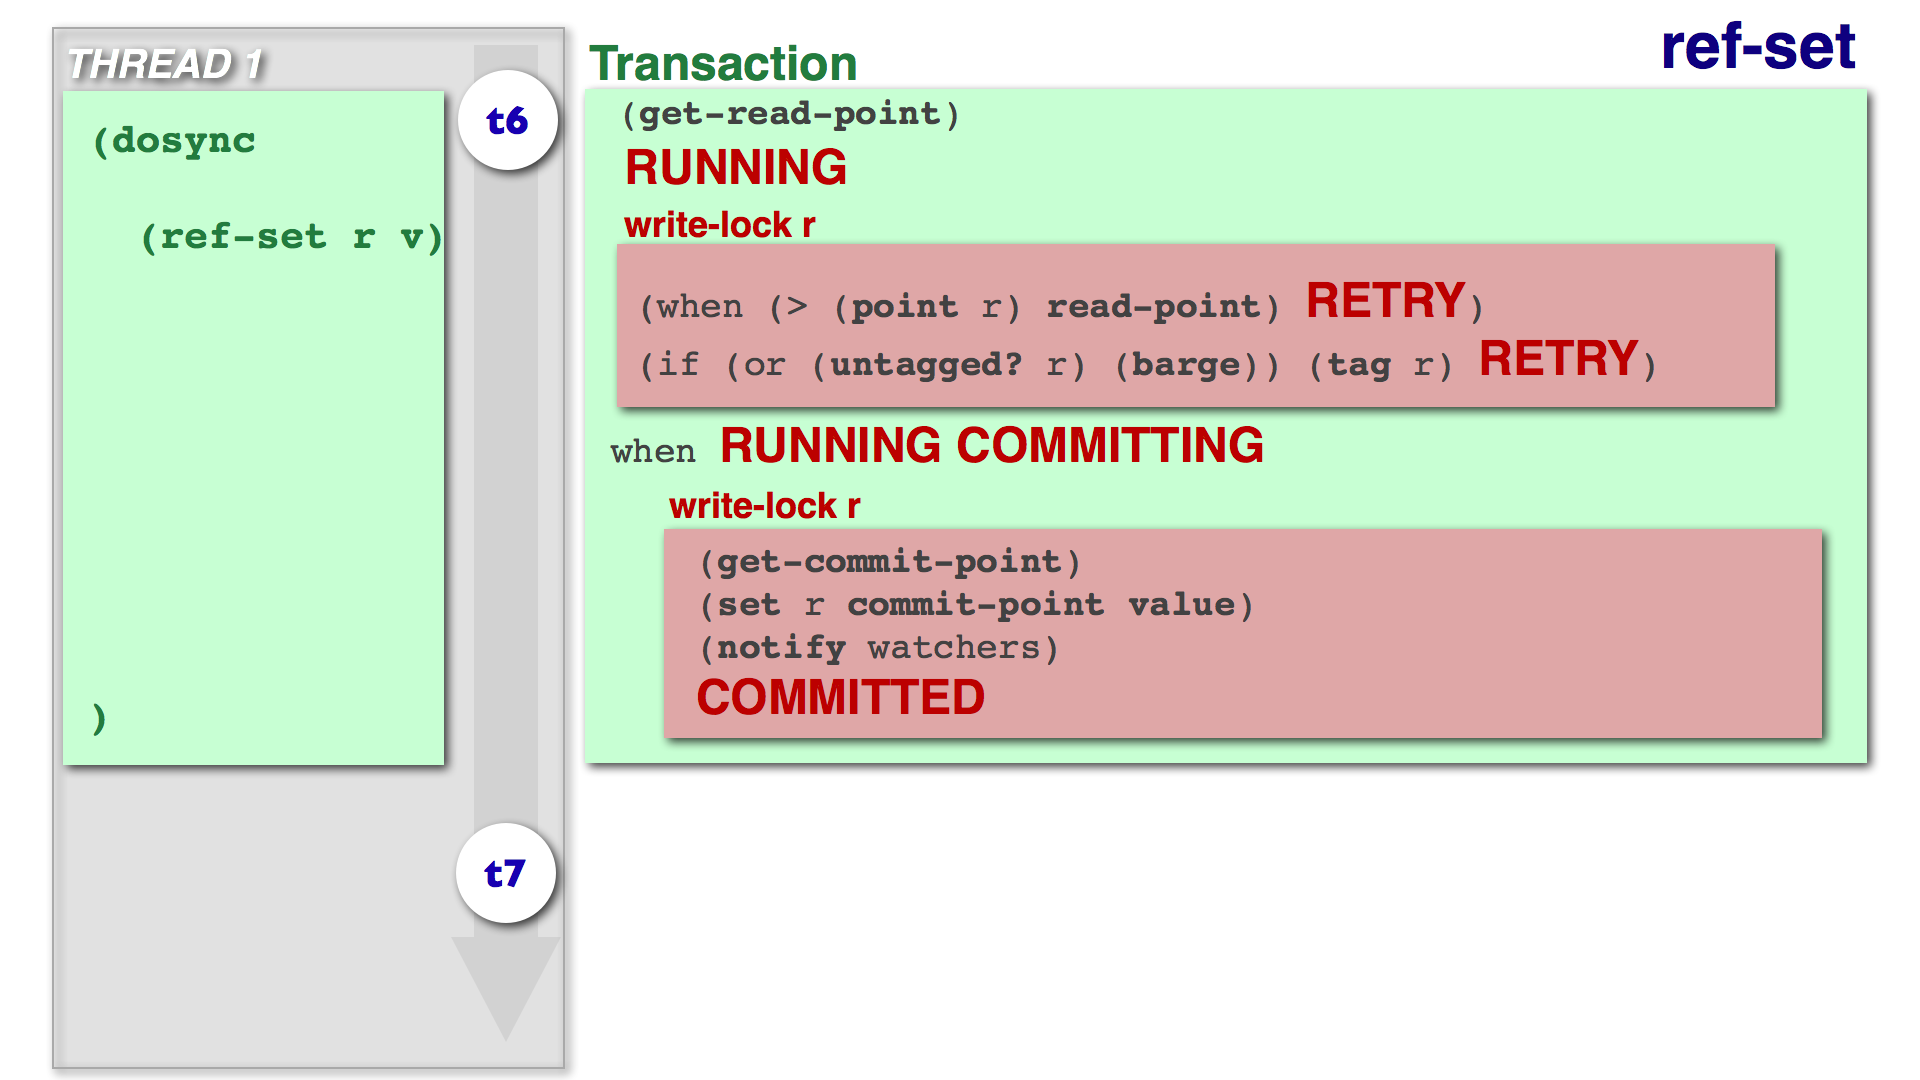 THREAD 1
(dosync
(ref-set r v)
)
t6
t7
Transaction
ref-set
(get-read-point)
RUNNING
write-lock r
(when (> (point r) read-point) RETRY)
(if (or (untagged? r) (barge)) (tag r) RETRY)
when RUNNING COMMITTING
write-lock r
(get-commit-point)
(set r commit-point value)
(notify watchers)
COMMITTED